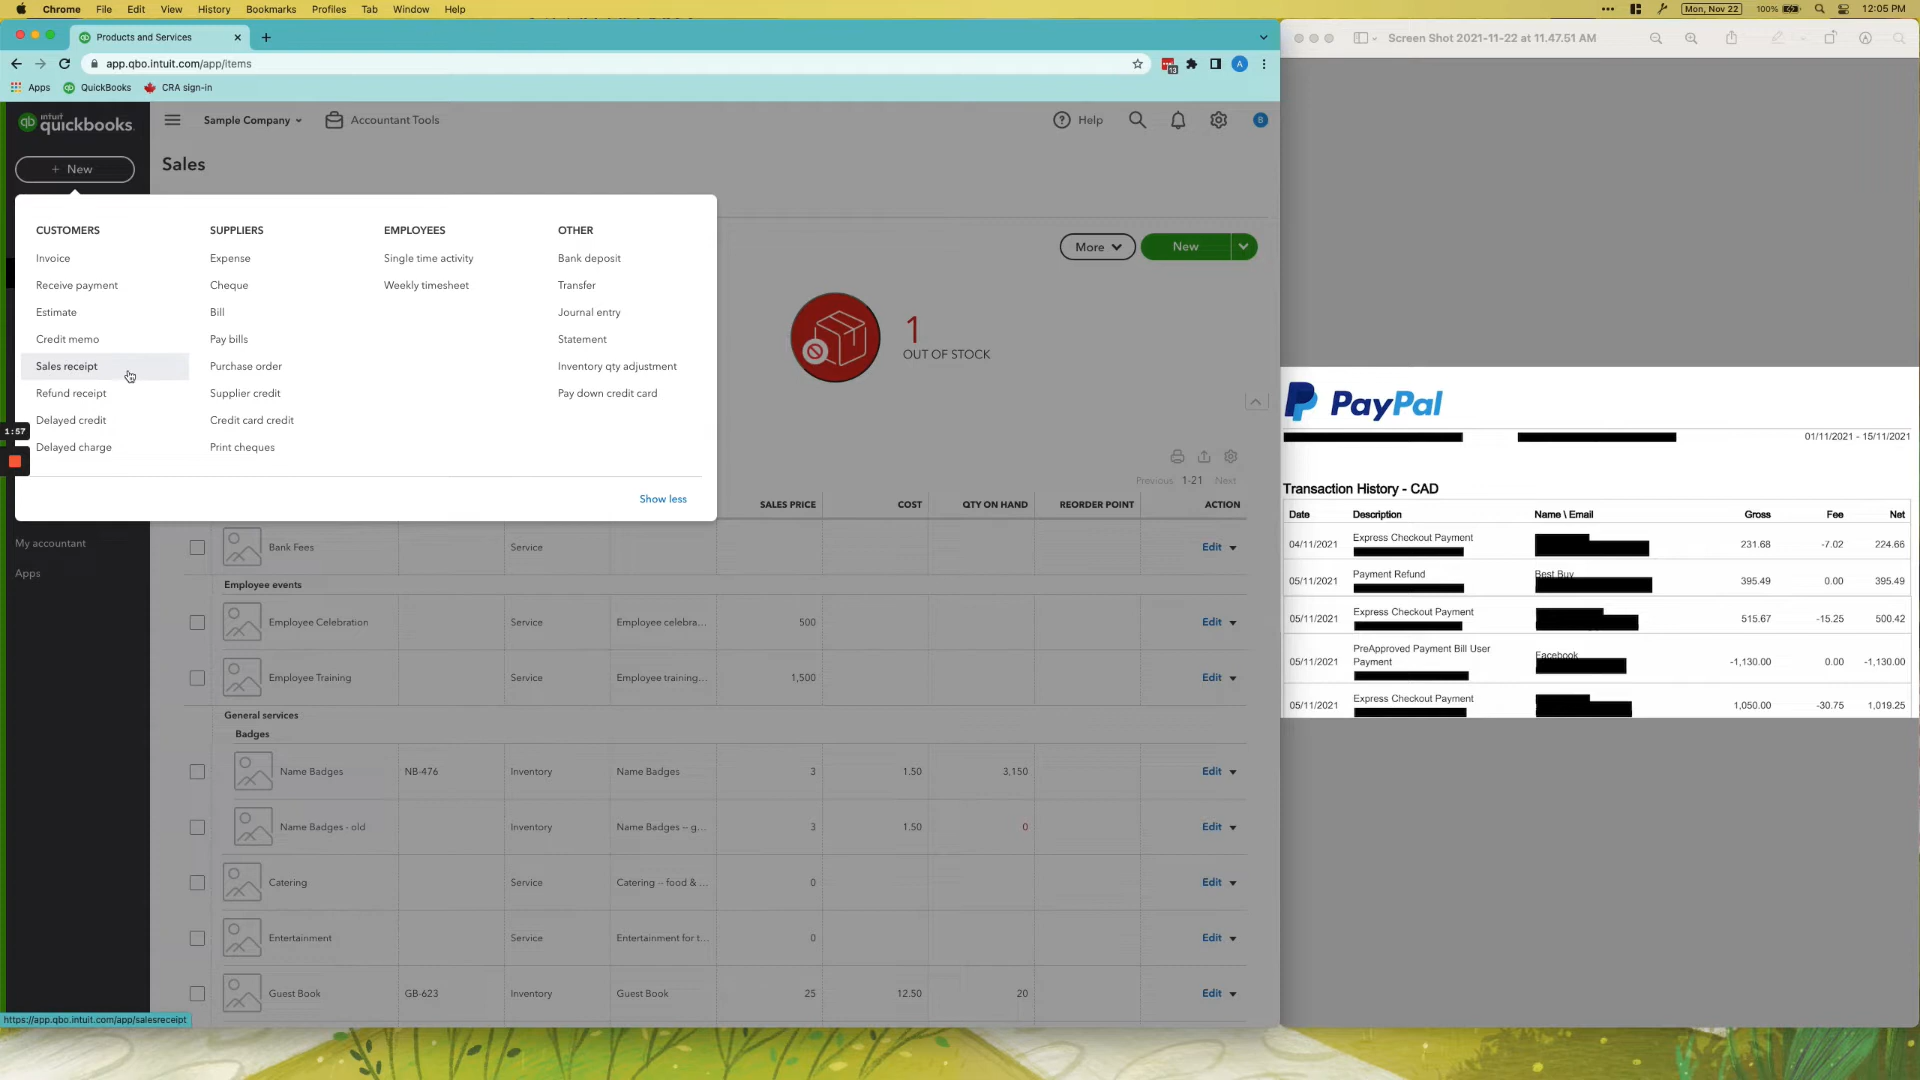 Chrome File Edit View History Bookmarks Profiles Tab Window Help
Mon, Nov 22 100% 12:05 PM
Products and Services
app.qbo.intuit.com/app/items
13
A
Apps QuickBooks CRA sign-in
intuit quickbooks.
Sample Company Accountant Tools Help
B
+ New
Sales
CUSTOMERS SUPPLIERS EMPLOYEES OTHER
Invoice Expense Single time activity Bank deposit
Receive payment Cheque Weekly timesheet Transfer
Estimate Bill Journal entry
Credit memo Pay bills Statement
Sales receipt Purchase order Inventory qty adjustment
Refund receipt Supplier credit Pay down credit card
Delayed credit Credit card credit
Delayed charge Print cheques
Show less
1:57
My accountant
Apps
More New
1
OUT OF STOCK
Previous 1-21 Next
SALES PRICE COST QTY ON HAND REORDER POINT ACTION
Bank Fees Service Edit
Employee events
Employee Celebration Service Employee celebra... 500 Edit
Employee Training Service Employee training... 1,500 Edit
General services
Badges
Name Badges NB-476 Inventory Name Badges 3 1.50 3,150 Edit
Name Badges - old Inventory Name Badges -- g... 3 1.50 0 Edit
Catering Service Catering -- food & ... 0 Edit
Entertainment Service Entertainment for t... 0 Edit
Guest Book GB-623 Inventory Guest Book 25 12.50 20 Edit
https://app.qbo.intuit.com/app/salesreceipt
Screen Shot 2021-11-22 at 11.47.51 AM
PayPal
01/11/2021 - 15/11/2021
Transaction History - CAD
Date Description Name \ Email Gross Fee Net
04/11/2021 Express Checkout Payment 231.68 -7.02 224.66
05/11/2021 Payment Refund Best Buy 395.49 0.00 395.49
05/11/2021 Express Checkout Payment 515.67 -15.25 500.42
05/11/2021 PreApproved Payment Bill User Payment Facebook -1,130.00 0.00 -1,130.00
05/11/2021 Express Checkout Payment 1,050.00 -30.75 1,019.25